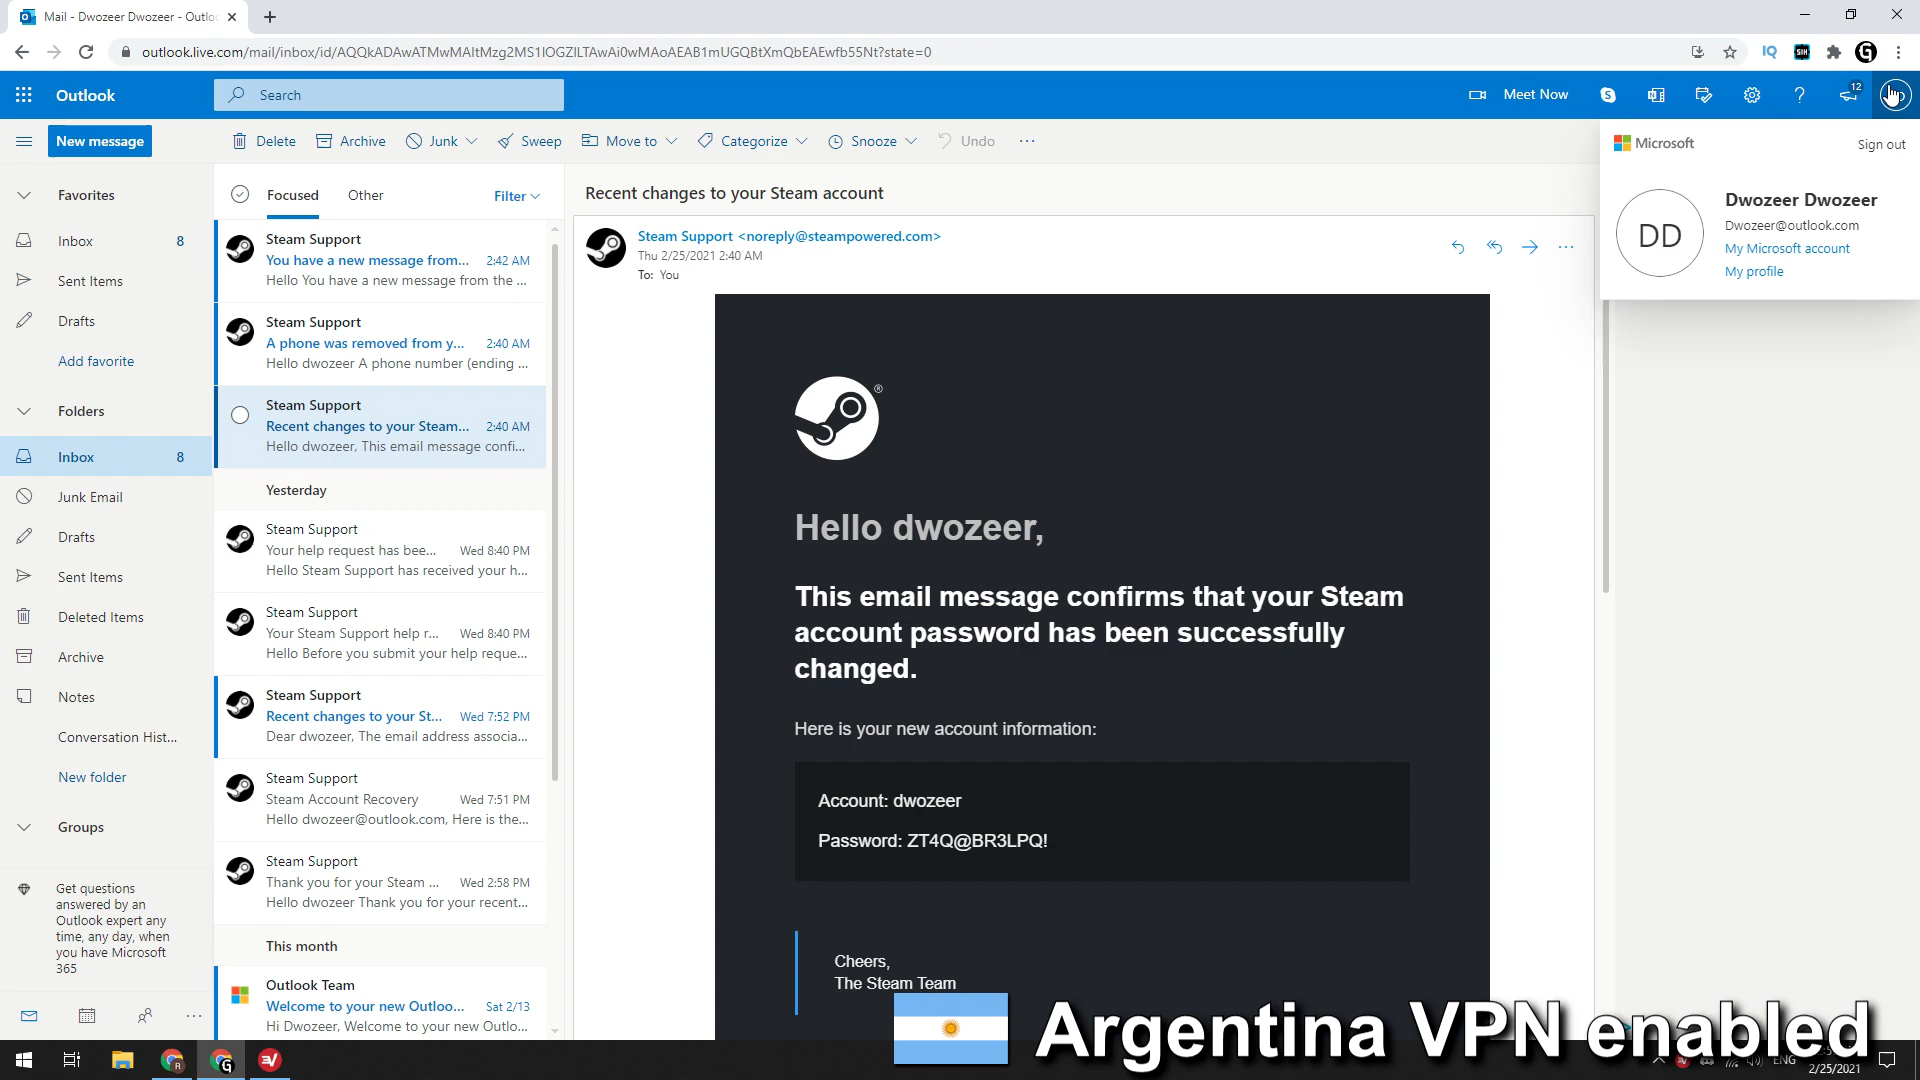 Mail - Dwozeer Dwozeer - Outlo
outlook.live.com/mail/inbox/id/AQQkADAwATMwMAItMzg2MS1lOGZlLTAwAi0wMAoAEAB1mUGQBtXmQbEAEwfb55Nt?state=0
IQ
SIH
G
Outlook
Search
Meet Now
12
New message
Delete
Archive
Junk
Sweep
Move to
Categorize
Snooze
Undo
Microsoft
Sign out
DD
Dwozeer Dwozeer
Dwozeer@outlook.com
My Microsoft account
My profile
Favorites
Inbox 8
Sent Items
Drafts
Add favorite
Folders
Inbox 8
Junk Email
Drafts
Sent Items
Deleted Items
Archive
Notes
Conversation Hist...
New folder
Groups
Get questions
answered by an
Outlook expert any
time, any day, when
you have Microsoft
365
Focused
Other
Filter
Steam Support
You have a new message from... 2:42 AM
Hello You have a new message from the ...
Steam Support
A phone was removed from y... 2:40 AM
Hello dwozeer A phone number (ending ...
Steam Support
Recent changes to your Steam... 2:40 AM
Hello dwozeer, This email message confi...
Yesterday
Steam Support
Your help request has bee... Wed 8:40 PM
Hello Steam Support has received your h...
Steam Support
Your Steam Support help r... Wed 8:40 PM
Hello Before you submit your help reque...
Steam Support
Recent changes to your St... Wed 7:52 PM
Dear dwozeer, The email address associa...
Steam Support
Steam Account Recovery Wed 7:51 PM
Hello dwozeer@outlook.com, Here is the...
Steam Support
Thank you for your Steam ... Wed 2:58 PM
Hello dwozeer Thank you for your recent...
This month
Outlook Team
Welcome to your new Outloo... Sat 2/13
Hi Dwozeer, Welcome to your new Outlo...
Recent changes to your Steam account
Steam Support <noreply@steampowered.com>
Thu 2/25/2021 2:40 AM
To: You
®
Hello dwozeer,
This email message confirms that your Steam
account password has been successfully
changed.
Here is your new account information:
Account: dwozeer
Password: ZT4Q@BR3LPQ!
Cheers,
The Steam Team
Argentina VPN enabled
ENG
2/25/2021